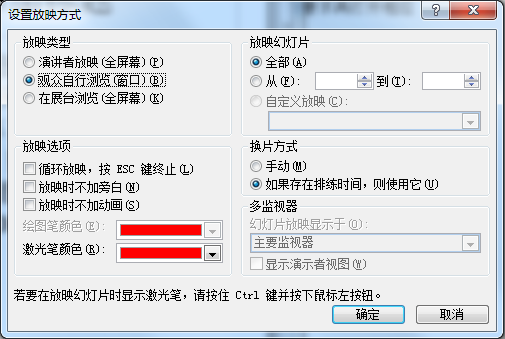 设置放映方式
放映类型
演讲者放映(全屏幕)(P)
观众自行浏览(窗口)(B)
在展台浏览(全屏幕)(K)
放映选项
循环放映，按 ESC 键终止(L)
放映时不加旁白(N)
放映时不加动画(S)
绘图笔颜色(E):
激光笔颜色(R):
放映幻灯片
全部(A)
从(F): 到(T):
自定义放映(C):
换片方式
手动(M)
如果存在排练时间，则使用它(U)
多监视器
幻灯片放映显示于(O):
主要监视器
显示演示者视图(W)
若要在放映幻灯片时显示激光笔，请按住 Ctrl 键并按下鼠标左按钮。
确定 取消